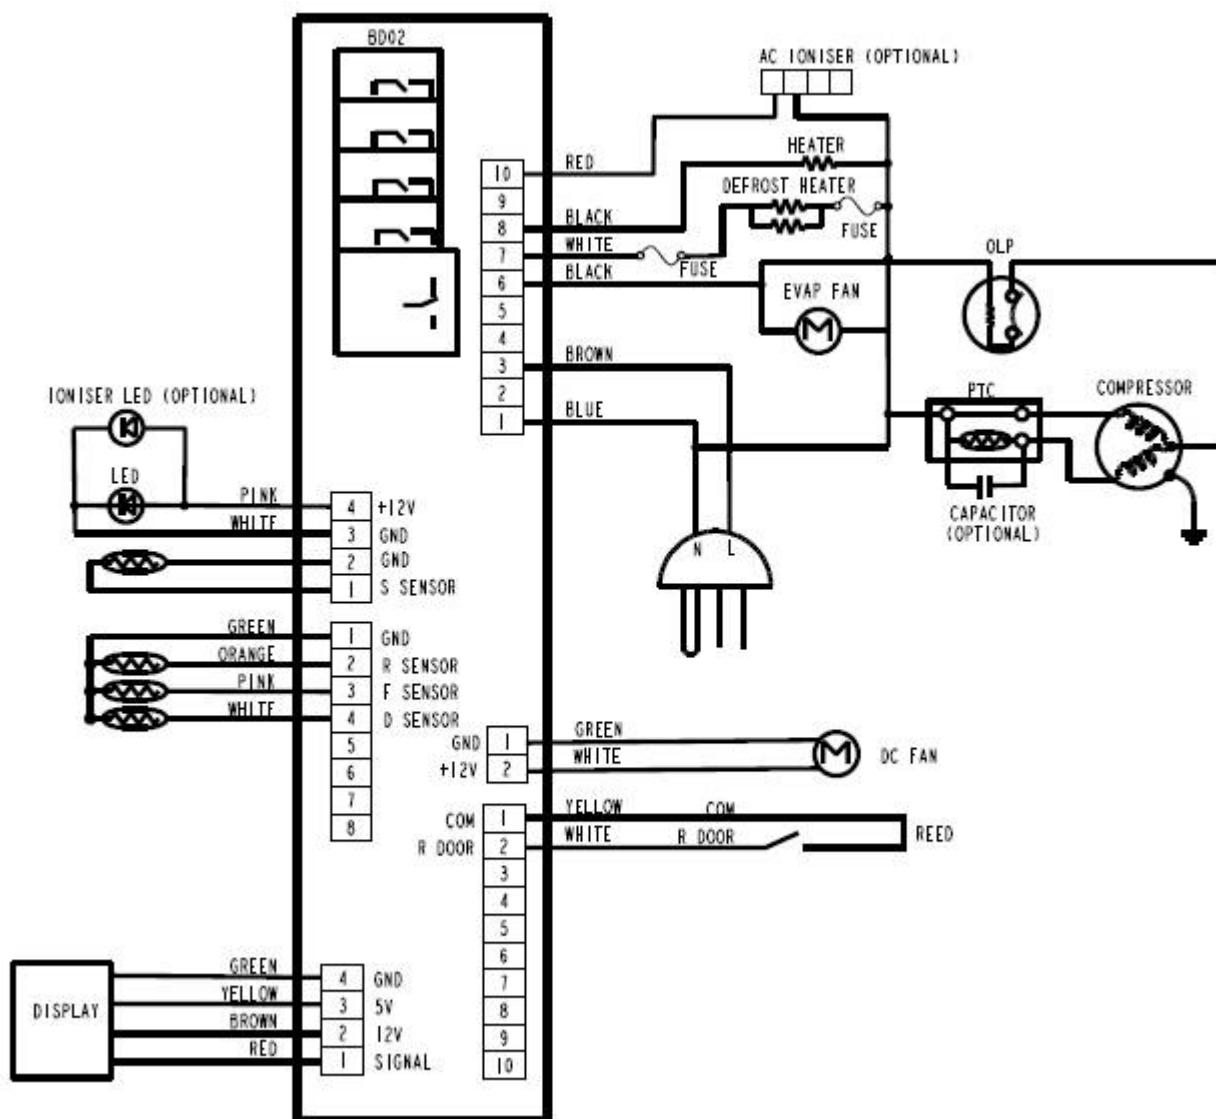 BD02
AC IONISER (OPTIONAL)
10
9
8
7
6
5
4
3
2
1
RED
BLACK
WHITE
BLACK
BROWN
BLUE
HEATER
DEFROST HEATER
FUSE
FUSE
EVAP FAN
M
OLP
PTC
COMPRESSOR
CAPACITOR
(OPTIONAL)
N L
IONISER LED (OPTIONAL)
LED
PINK 4 +12V
WHITE 3 GND
2 GND
1 S SENSOR
GREEN 1 GND
ORANGE 2 R SENSOR
PINK 3 F SENSOR
WHITE 4 D SENSOR
5
6
7
8
GND 1 GREEN
+12V 2 WHITE
M DC FAN
COM 1 YELLOW COM
R DOOR 2 WHITE R DOOR
REED
3
4
5
6
7
8
9
10
DISPLAY
GREEN 4 GND
YELLOW 3 5V
BROWN 2 12V
RED 1 SIGNAL